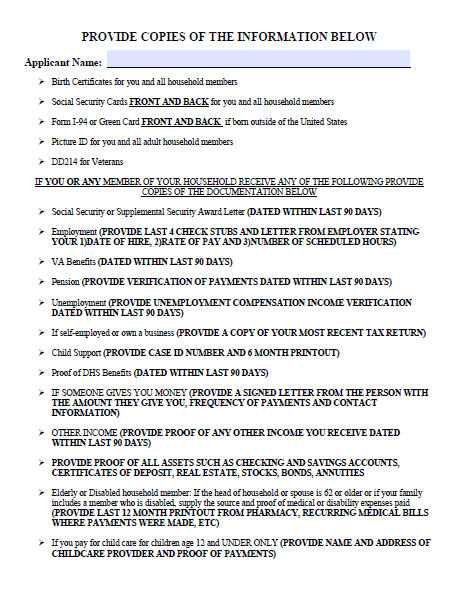 PROVIDE COPIES OF THE INFORMATION BELOW
Applicant Name:
➢ Birth Certificates for you and all household members
➢ Social Security Cards FRONT AND BACK for you and all household members
➢ Form I-94 or Green Card FRONT AND BACK if born outside of the United States
➢ Picture ID for you and all adult household members
➢ DD214 for Veterans
IF YOU OR ANY MEMBER OF YOUR HOUSEHOLD RECEIVE ANY OF THE FOLLOWING PROVIDE
COPIES OF THE DOCUMENTATION BELOW
➢ Social Security or Supplemental Security Award Letter (DATED WITHIN LAST 90 DAYS)
➢ Employment (PROVIDE LAST 4 CHECK STUBS AND LETTER FROM EMPLOYER STATING
YOUR 1)DATE OF HIRE, 2)RATE OF PAY AND 3)NUMBER OF SCHEDULED HOURS)
➢ VA Benefits (DATED WITHIN LAST 90 DAYS)
➢ Pension (PROVIDE VERIFICATION OF PAYMENTS DATED WITHIN LAST 90 DAYS)
➢ Unemployment (PROVIDE UNEMPLOYMENT COMPENSATION INCOME VERIFICATION
DATED WITHIN LAST 90 DAYS)
➢ If self-employed or own a business (PROVIDE A COPY OF YOUR MOST RECENT TAX RETURN)
➢ Child Support (PROVIDE CASE ID NUMBER AND 6 MONTH PRINTOUT)
➢ Proof of DHS Benefits (DATED WITHIN LAST 90 DAYS)
➢ IF SOMEONE GIVES YOU MONEY (PROVIDE A SIGNED LETTER FROM THE PERSON WITH
THE AMOUNT THEY GIVE YOU, FREQUENCY OF PAYMENTS AND CONTACT
INFORMATION)
➢ OTHER INCOME (PROVIDE PROOF OF ANY OTHER INCOME YOU RECEIVE DATED
WITHIN LAST 90 DAYS)
➢ PROVIDE PROOF OF ALL ASSETS SUCH AS CHECKING AND SAVINGS ACCOUNTS,
CERTIFICATES OF DEPOSIT, REAL ESTATE, STOCKS, BONDS, ANNUITIES
➢ Elderly or Disabled household member: If the head of household or spouse is 62 or older or if your family
includes a member who is disabled, supply the source and proof of medical or disability expenses paid
(PROVIDE LAST 12 MONTH PRINTOUT FROM PHARMACY, RECURRING MEDICAL BILLS
WHERE PAYMENTS WERE MADE, ETC)
➢ If you pay for child care for children age 12 and UNDER ONLY (PROVIDE NAME AND ADDRESS OF
CHILDCARE PROVIDER AND PROOF OF PAYMENTS)